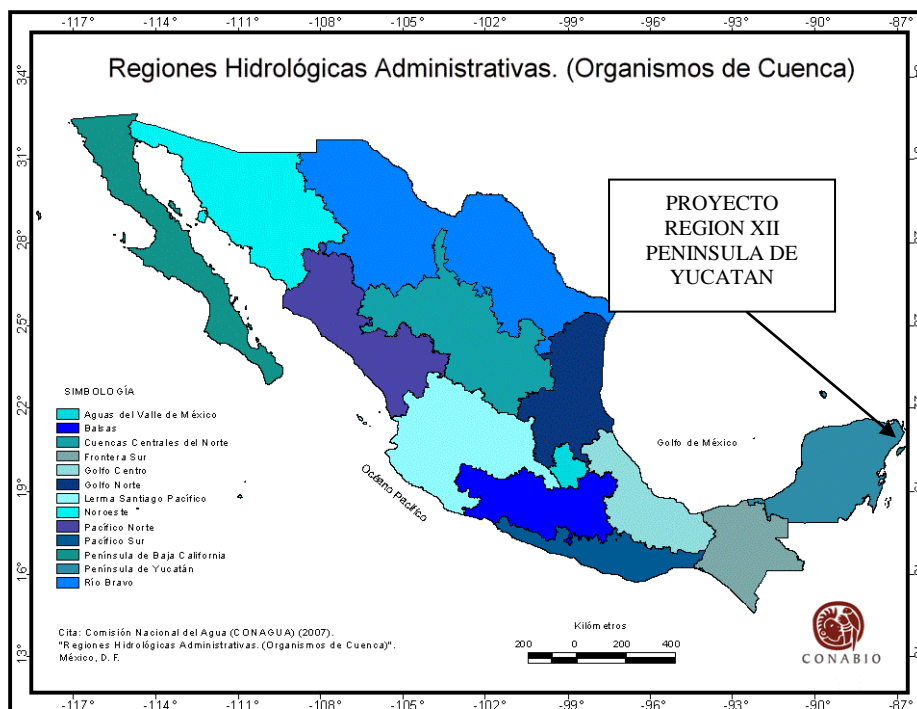 -117° -114° -111° -108° -105° -102° -99° -96° -93° -90° -87°
Regiones Hidrológicas Administrativas. (Organismos de Cuenca)
34°
31°
28°
25°
22°
19°
16°
13°
PROYECTO
REGION XII
PENINSULA DE
YUCATAN
SIMBOLOGÍA
Aguas del Valle de México
Balsas
Cuencas Centrales del Norte
Frontera Sur
Golfo Centro
Golfo Norte
Lerma Santiago Pacífico
Noroeste
Pacífico Norte
Pacífico Sur
Península de Baja California
Península de Yucatán
Río Bravo
Golfo de México
Océano Pacífico
Cita: Comisión Nacional del Agua (CONAGUA) (2007).
"Regiones Hidrológicas Administrativas. (Organismos de Cuenca)".
México, D. F.
Kilómetros
200 0 200 400
CONABIO
-117° -114° -111° -108° -105° -102° -99° -96° -93° -90° -87°